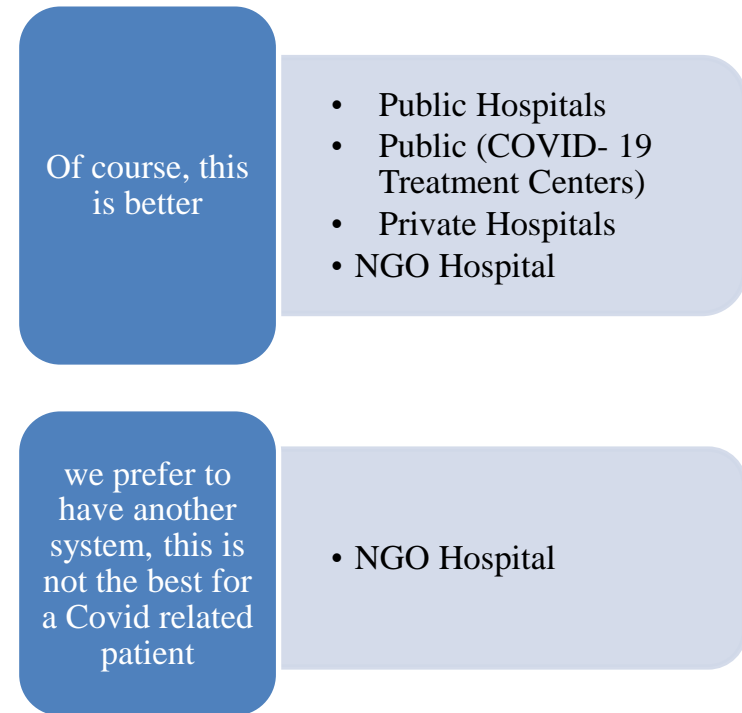 Of course, this
is better
• Public Hospitals
• Public (COVID- 19
Treatment Centers)
• Private Hospitals
• NGO Hospital
we prefer to
have another
system, this is
not the best for
a Covid related
patient
• NGO Hospital